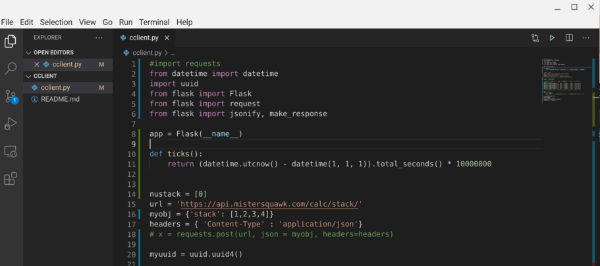 File Edit Selection View Go Run Terminal Help
EXPLORER
OPEN EDITORS
cclient.py M
CCLIENT
cclient.py M
README.md
cclient.py
cclient.py > ...
1 #import requests
2 from datetime import datetime
3 import uuid
4 from flask import Flask
5 from flask import request
6 from flask import jsonify, make_response
7
8 app = Flask(__name__)
9
10 def ticks():
11 return (datetime.utcnow() - datetime(1, 1, 1)).total_seconds() * 10000000
12
13
14 nustack = [0]
15 url = 'https://api.mistersquawk.com/calc/stack/'
16 myobj = {'stack': [1,2,3,4]}
17 headers = { 'Content-Type' : 'application/json'}
18 # x = requests.post(url, json = myobj, headers=headers)
19
20 myuuid = uuid.uuid4()